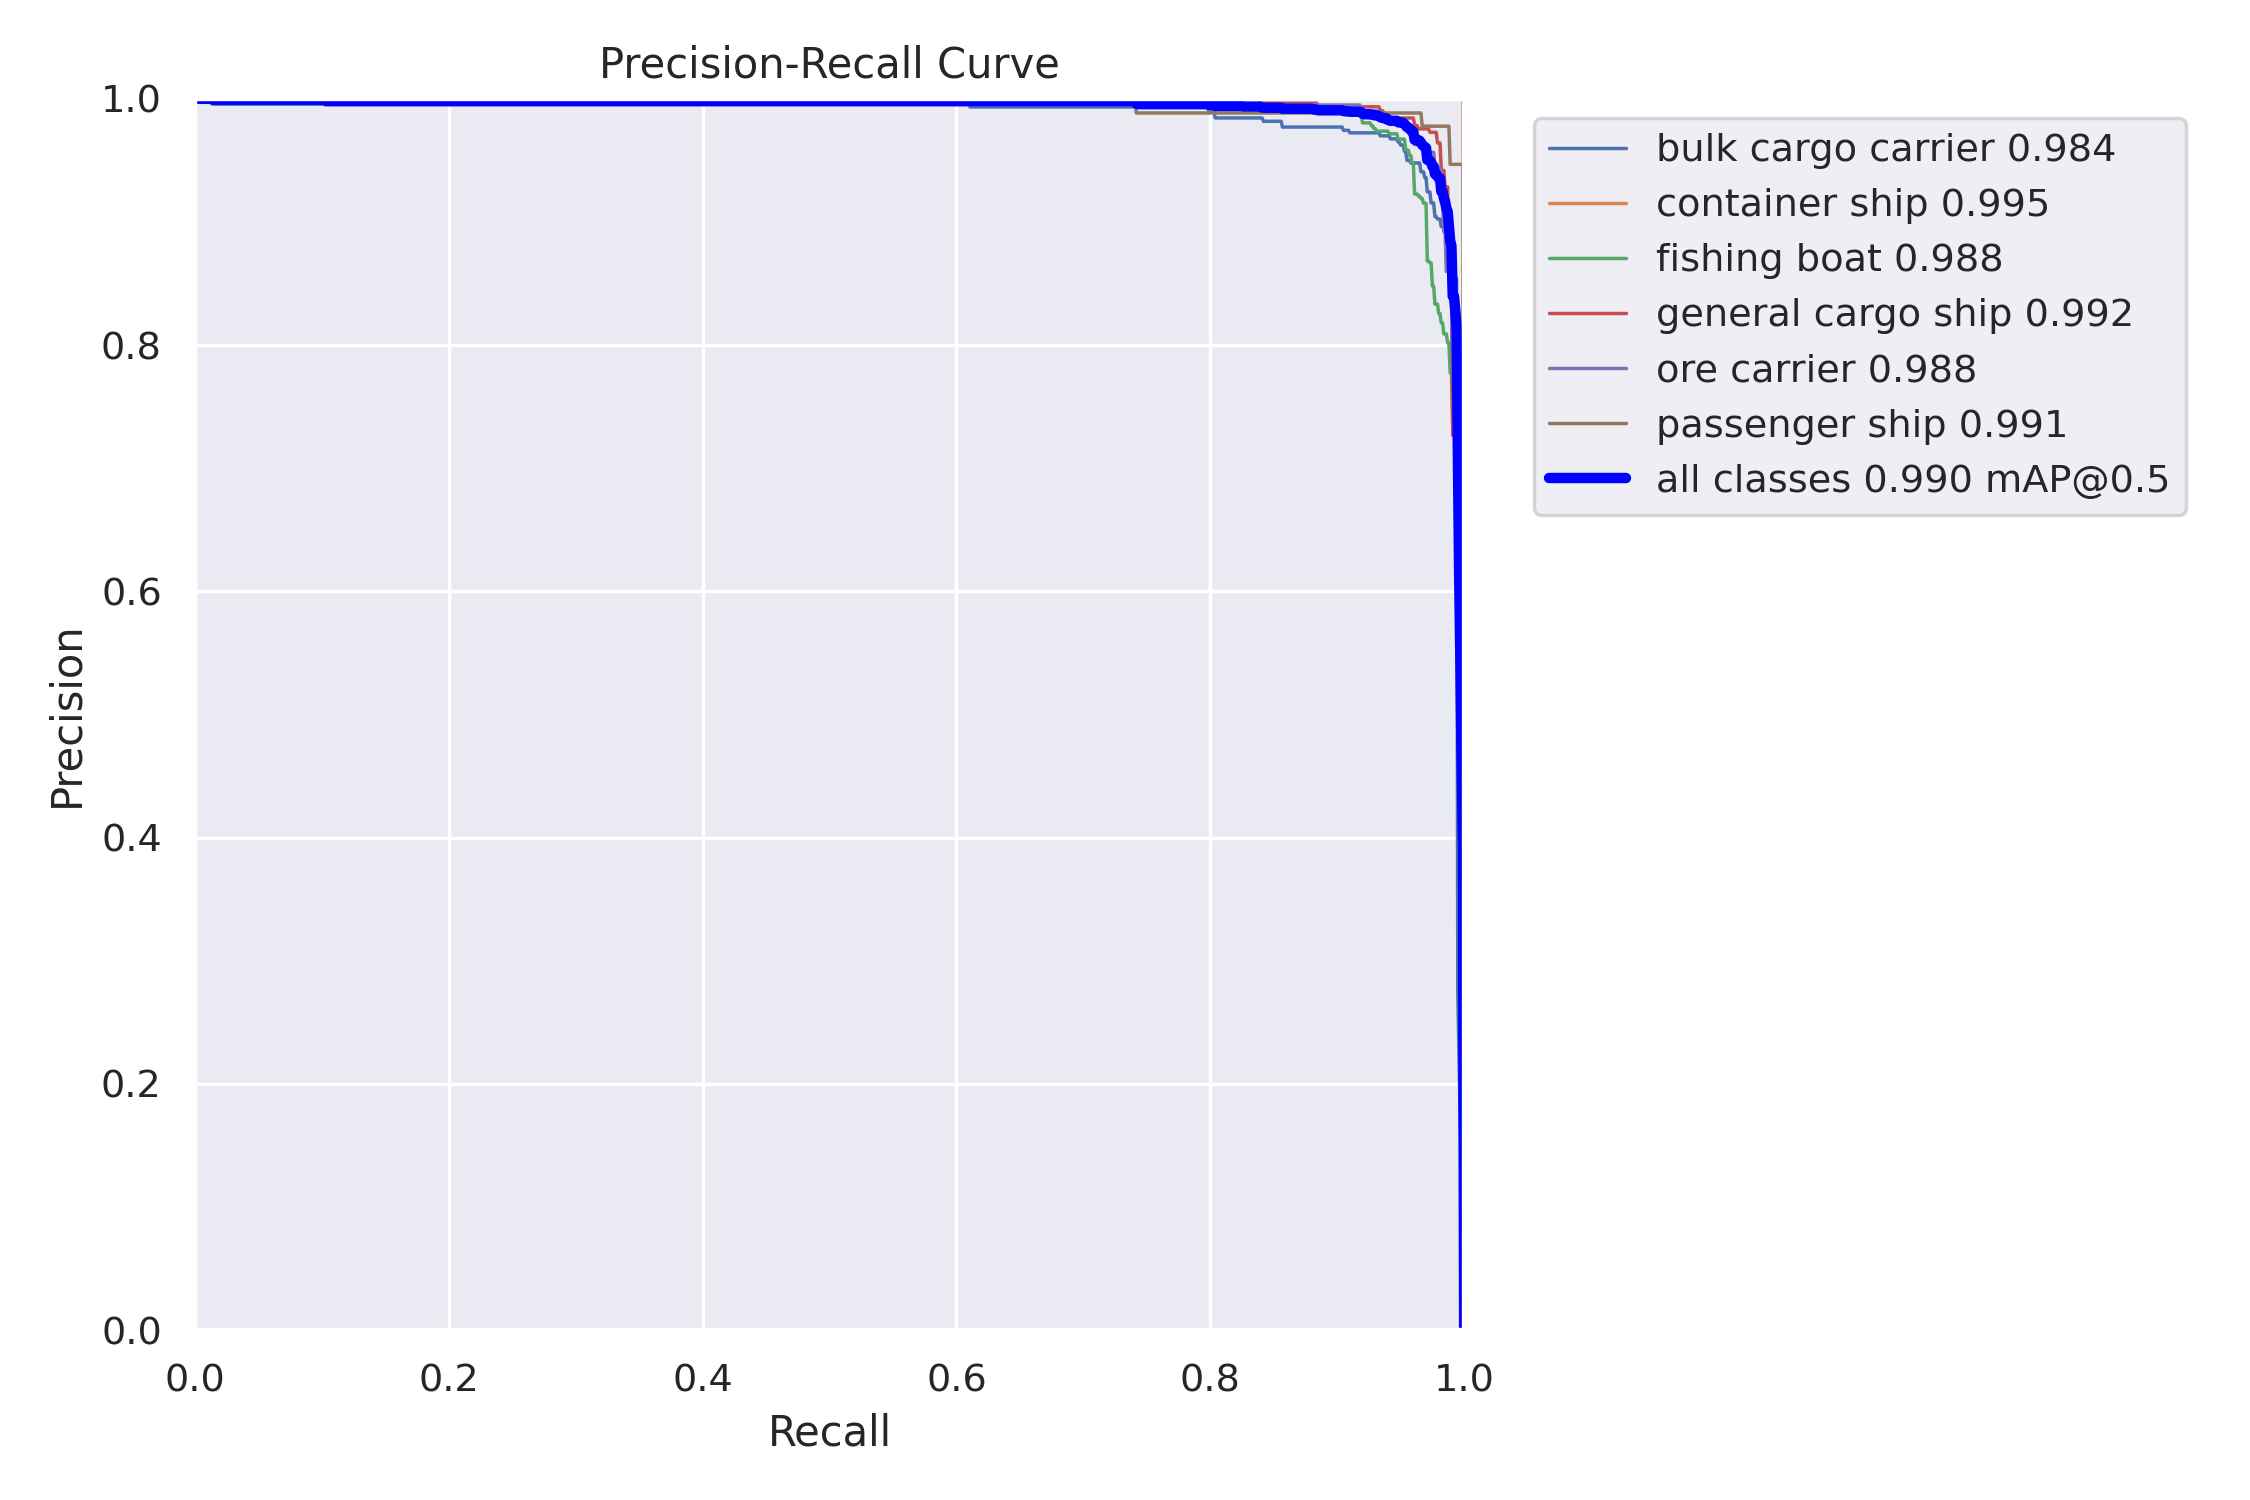 Precision-Recall Curve
1.0
0.8
0.6
0.4
0.2
0.0
Precision
0.0 0.2 0.4 0.6 0.8 1.0
Recall
bulk cargo carrier 0.984
container ship 0.995
fishing boat 0.988
general cargo ship 0.992
ore carrier 0.988
passenger ship 0.991
all classes 0.990 mAP@0.5